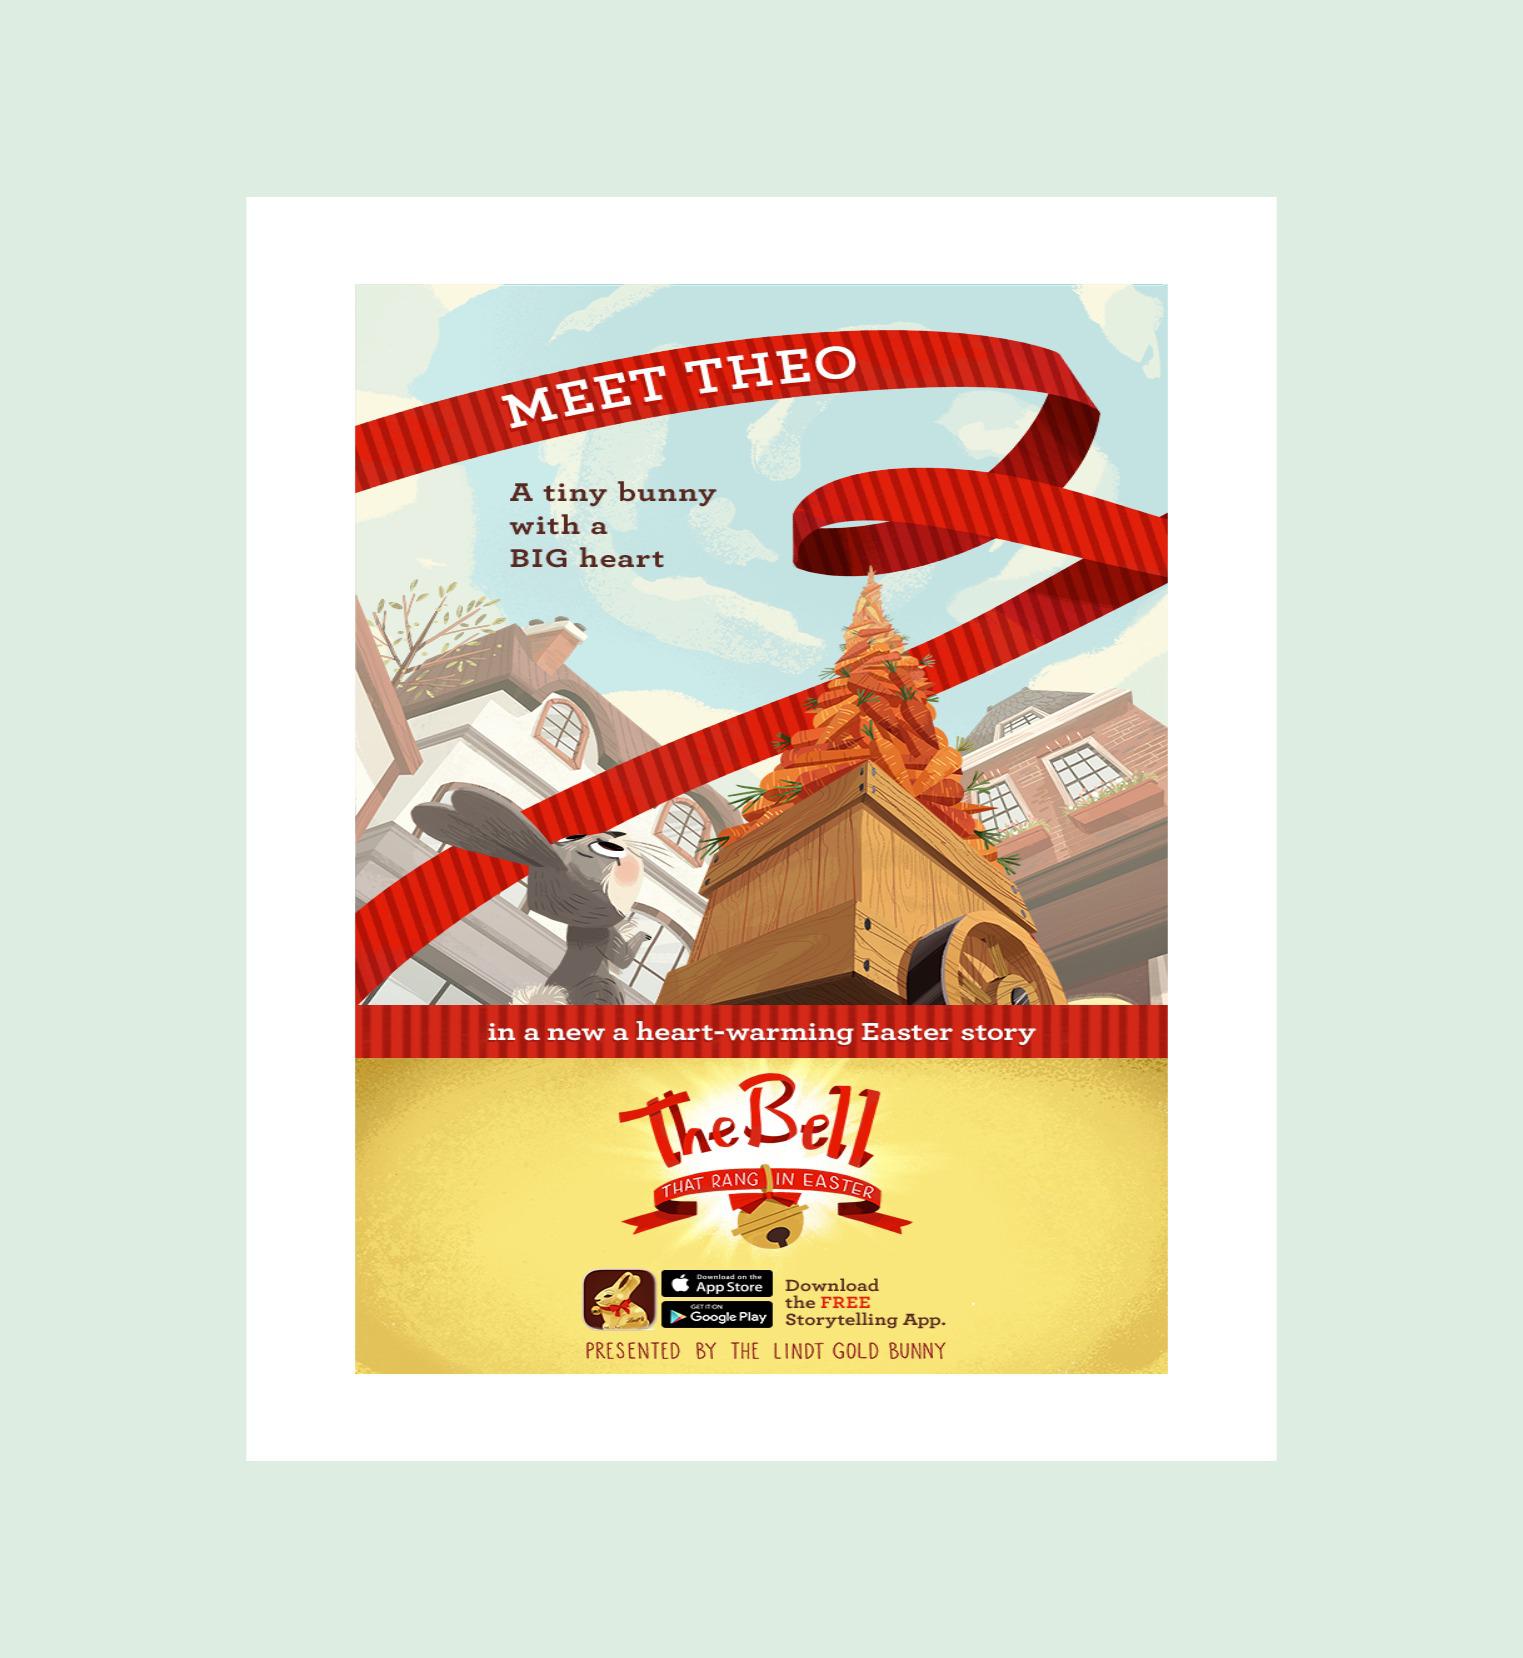 MEET THEO
A tiny bunny
with a
BIG heart
in a new a heart-warming Easter story
The Bell
THAT RANG IN EASTER
Download on the
App Store
GET IT ON
Google Play
Download
the FREE
Storytelling App.
Lindt
PRESENTED BY THE LINDT GOLD BUNNY